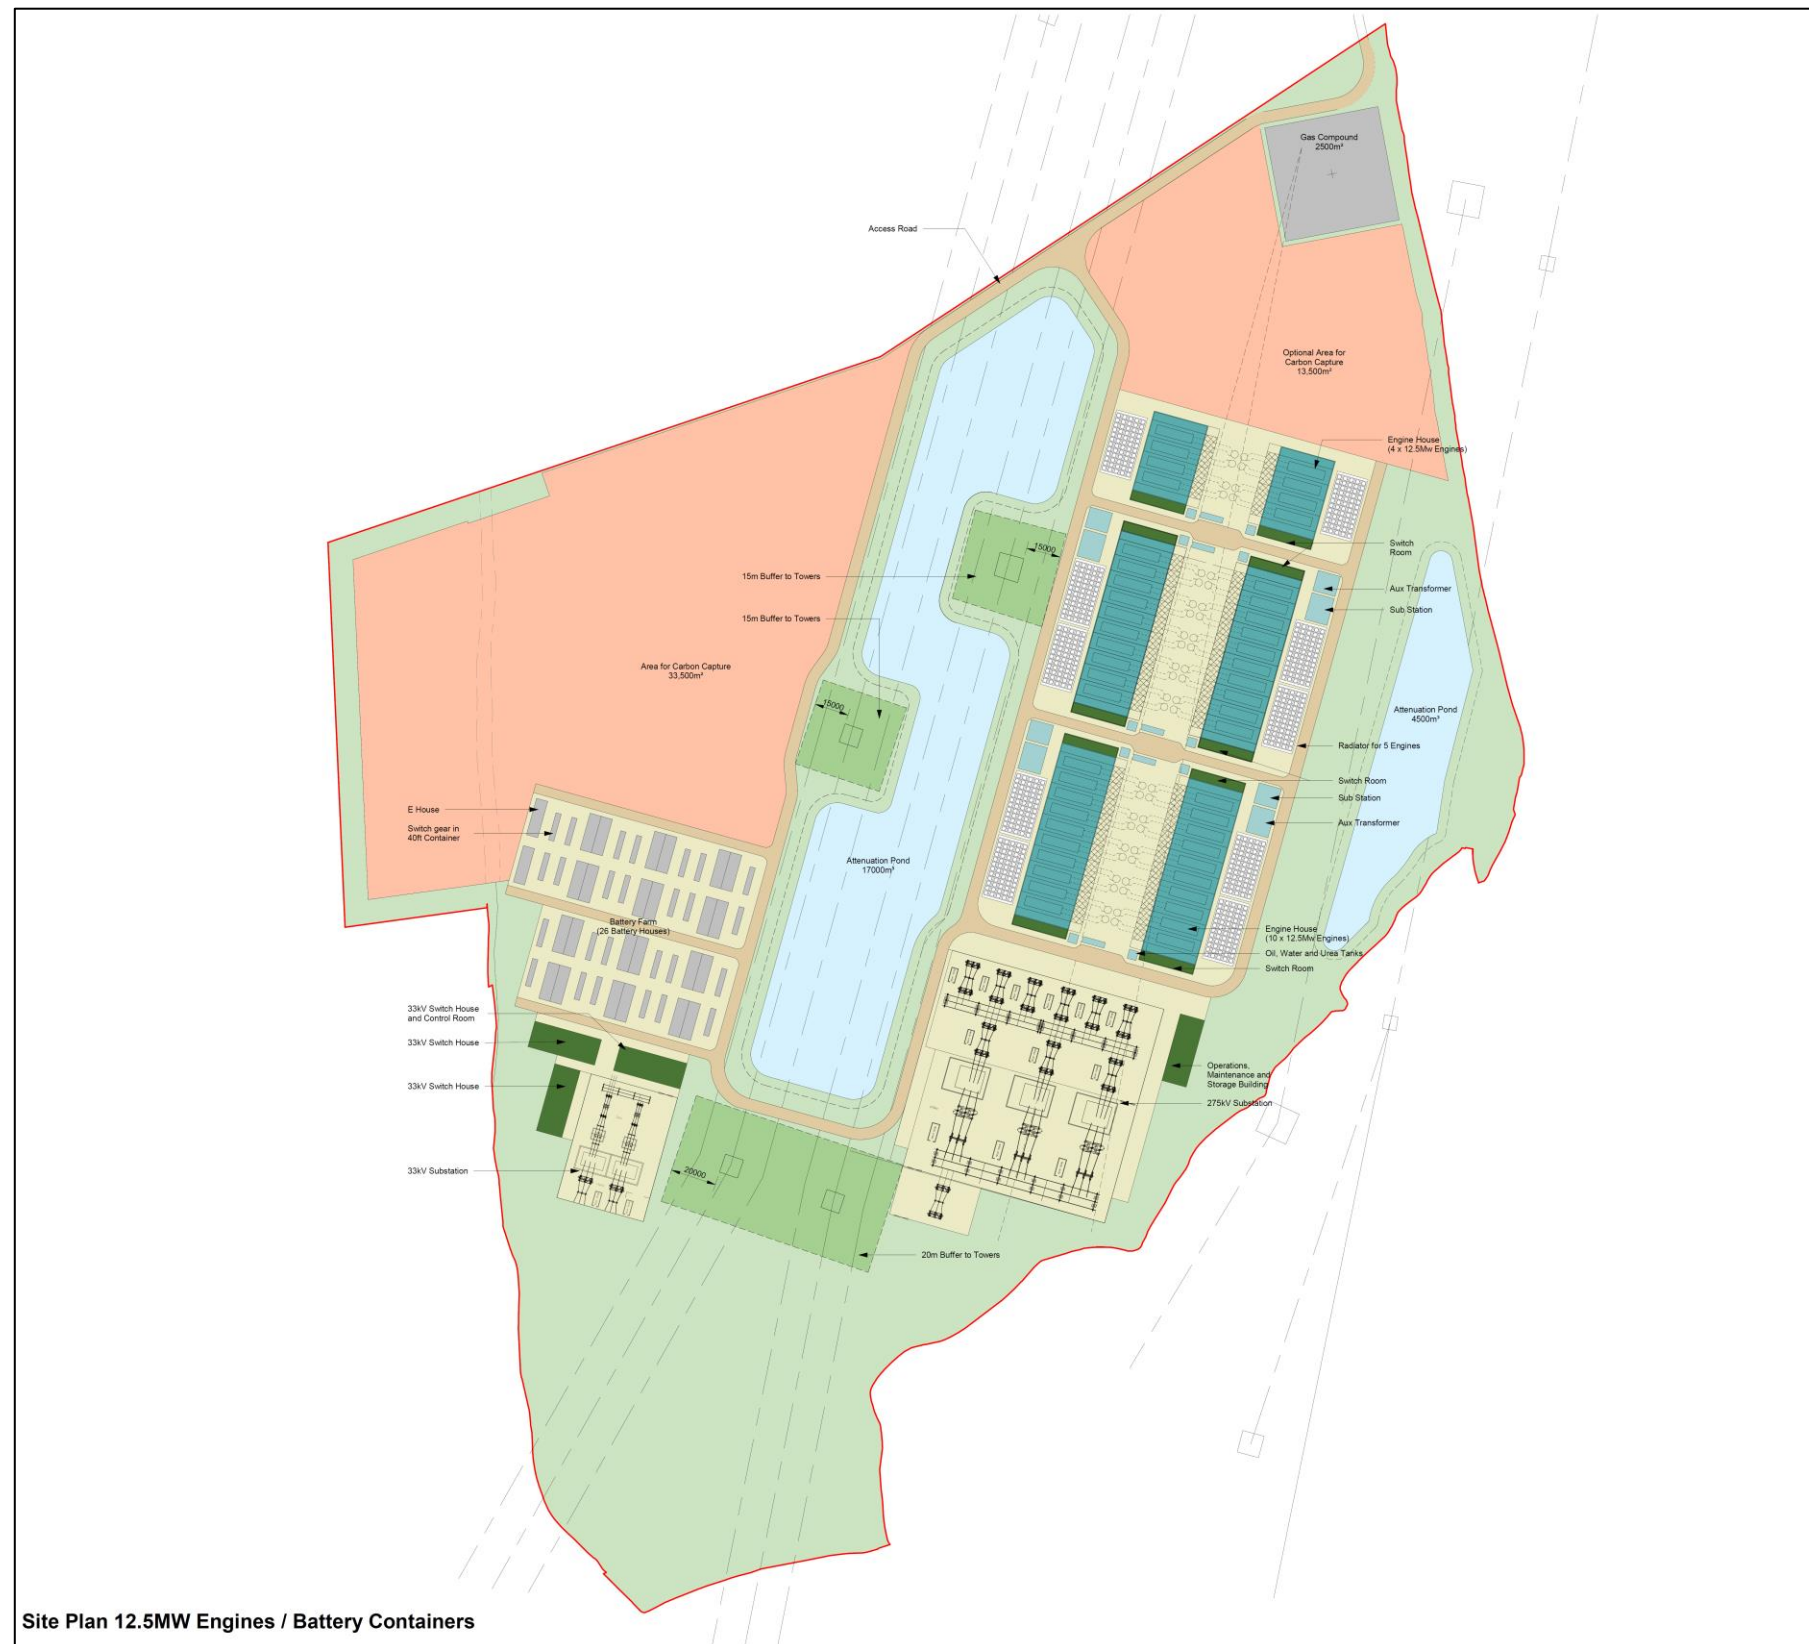 Gas Compound
2500m²
Access Road
Optional Area for
Carbon Capture
13,500m²
Engine House
(4 x 12.5Mw Engines)
Switch
Room
15000
15m Buffer to Towers
Aux Transformer
Sub Station
15m Buffer to Towers
Area for Carbon Capture
33,500m²
15000
Attenuation Pond
4500m³
Radiator for 5 Engines
Switch Room
Sub Station
E House
Aux Transformer
Switch gear in
40ft Container
Attenuation Pond
17000m³
Battery Farm
(26 Battery Houses)
Engine House
(10 x 12.5Mw Engines)
Oil, Water and Urea Tanks
Switch Room
33kV Switch House
and Control Room
33kV Switch House
Operations,
Maintenance and
Storage Building
33kV Switch House
275kV Substation
33kV Substation
20000
20m Buffer to Towers
Site Plan 12.5MW Engines / Battery Containers